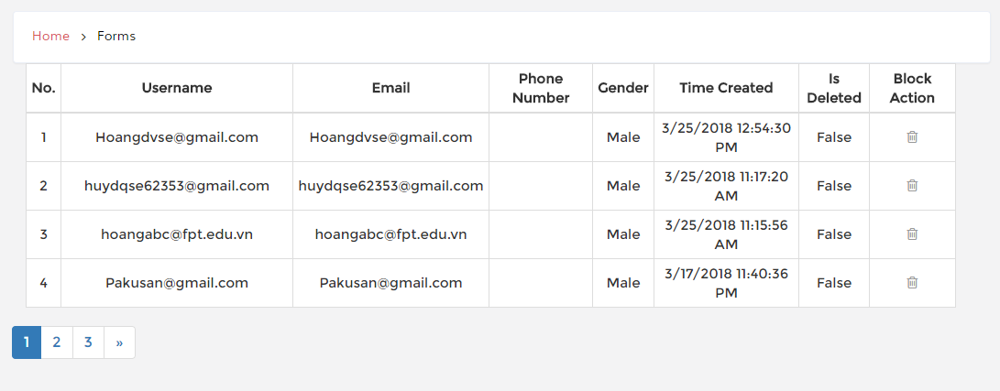 Home > Forms
No. Username Email Phone Number Gender Time Created Is Deleted Block Action
1 Hoangdvse@gmail.com Hoangdvse@gmail.com Male 3/25/2018 12:54:30 PM False
2 huydqse62353@gmail.com huydqse62353@gmail.com Male 3/25/2018 11:17:20 AM False
3 hoangabc@fpt.edu.vn hoangabc@fpt.edu.vn Male 3/25/2018 11:15:56 AM False
4 Pakusan@gmail.com Pakusan@gmail.com Male 3/17/2018 11:40:36 PM False
1 2 3 »